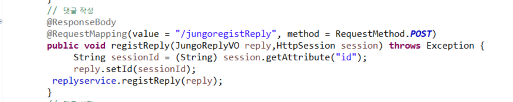 // 댓글 작성
@ResponseBody
@RequestMapping(value = "/jungoregistReply", method = RequestMethod.POST)
public void registReply(JungoReplyVO reply,HttpSession session) throws Exception {
String sessionId = (String) session.getAttribute("id");
reply.setId(sessionId);
replyservice.registReply(reply);
}